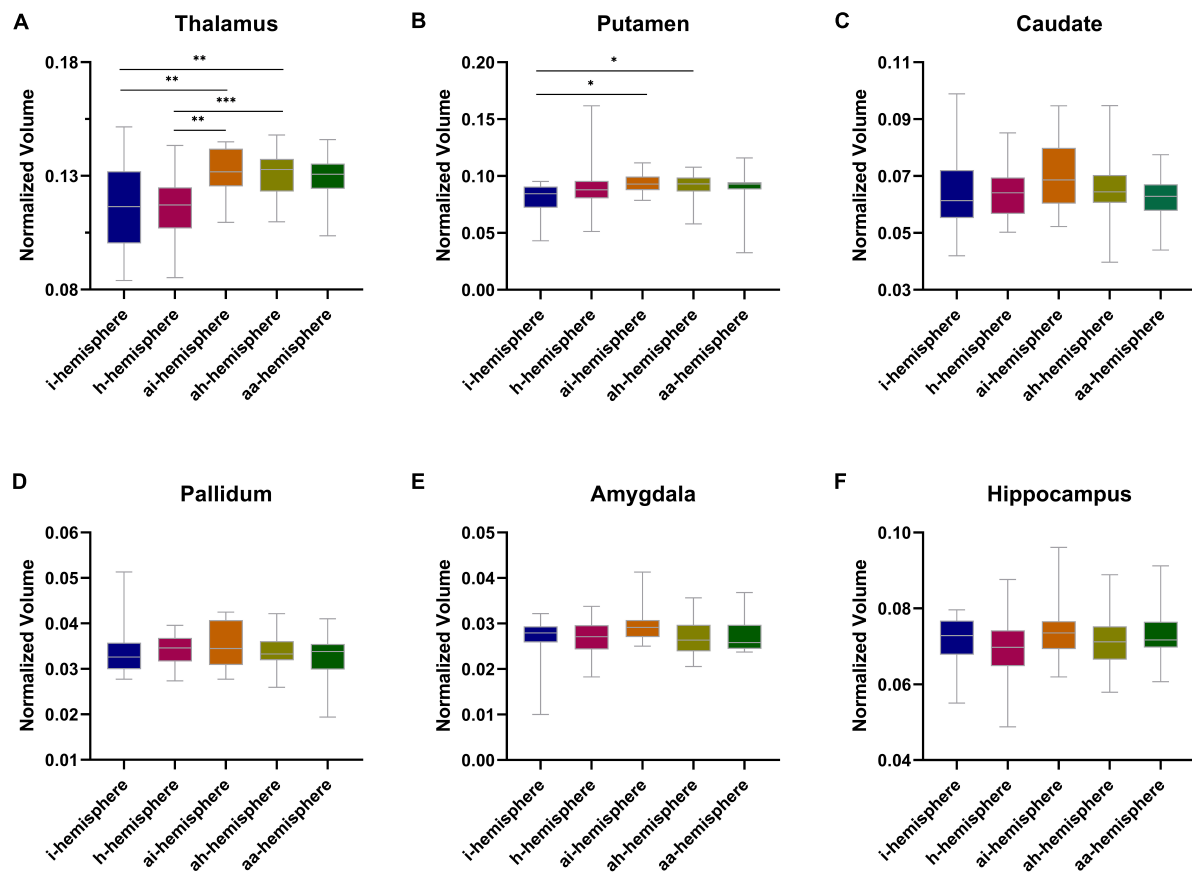 A
Thalamus
Normalized Volume
0.18
0.13
0.08
**
**
***
**
i-hemisphere
h-hemisphere
ai-hemisphere
ah-hemisphere
aa-hemisphere
B
Putamen
Normalized Volume
0.20
0.15
0.10
0.05
0.00
*
*
i-hemisphere
h-hemisphere
ai-hemisphere
ah-hemisphere
aa-hemisphere
C
Caudate
Normalized Volume
0.11
0.09
0.07
0.05
0.03
i-hemisphere
h-hemisphere
ai-hemisphere
ah-hemisphere
aa-hemisphere
D
Pallidum
Normalized Volume
0.06
0.05
0.04
0.03
0.02
0.01
i-hemisphere
h-hemisphere
ai-hemisphere
ah-hemisphere
aa-hemisphere
E
Amygdala
Normalized Volume
0.05
0.04
0.03
0.02
0.01
0.00
i-hemisphere
h-hemisphere
ai-hemisphere
ah-hemisphere
aa-hemisphere
F
Hippocampus
Normalized Volume
0.10
0.08
0.06
0.04
i-hemisphere
h-hemisphere
ai-hemisphere
ah-hemisphere
aa-hemisphere